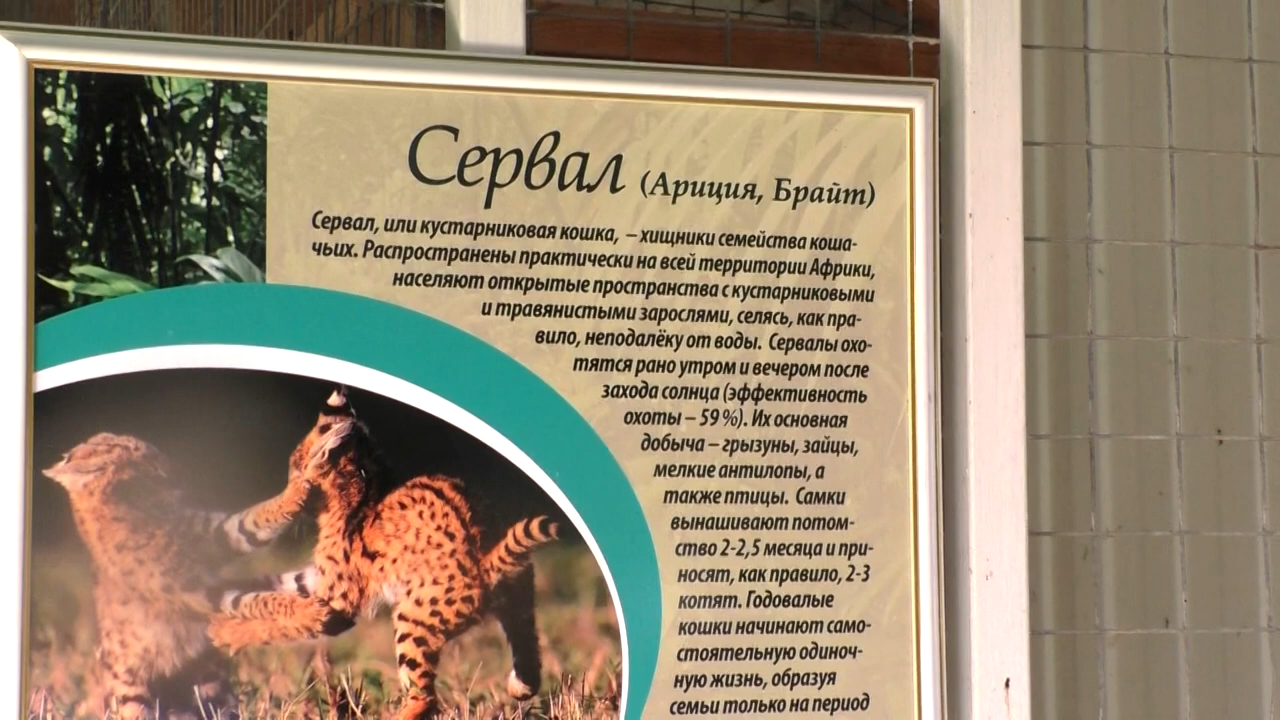 Сервал (Ариция, Брайт)
Сервал, или кустарниковая кошка, – хищники семейства коша-
чьих. Распространены практически на всей территории Африки,
населяют открытые пространства с кустарниковыми
и травянистыми зарослями, селясь, как пра-
вило, неподалёку от воды. Сервалы охо-
тятся рано утром и вечером после
захода солнца (эффективность
охоты – 59 %). Их основная
добыча – грызуны, зайцы,
мелкие антилопы, а
также птицы. Самки
вынашивают потом-
ство 2-2,5 месяца и при-
носят, как правило, 2-3
котят. Годовалые
кошки начинают само-
стоятельную одиноч-
ную жизнь, образуя
семьи только на период